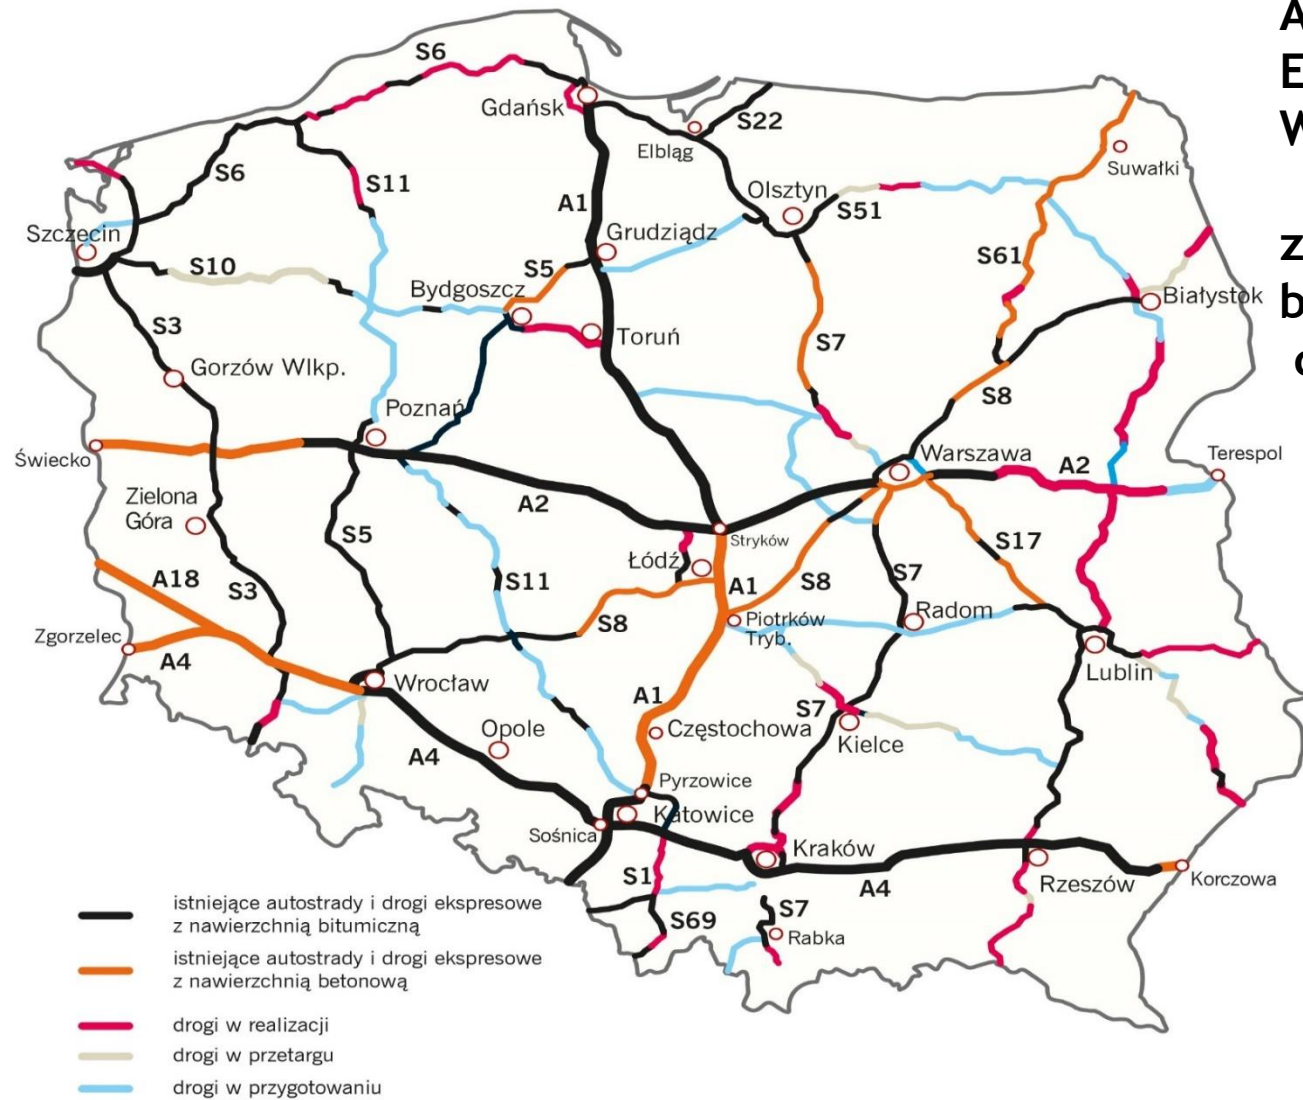 A
E
W
z
b
S6
Gdańsk
S22
Elbląg
Suwałki
S6
S11
A1
Olsztyn
S51
Szczecin
Grudziądz
S10
S5
S61
Bydgoszcz
Białystok
S3
Toruń
S7
Gorzów Wlkp.
S8
Poznań
Świecko
Warszawa
A2
Terespol
Zielona
Góra
A2
S5
Stryków
S17
Łódź
A18
S3
S11
A1
S8
S7
Radom
Zgorzelec
S8
Piotrków
Tryb.
A4
Lublin
Wrocław
A1
S7
Częstochowa
Kielce
Opole
A4
Pyrzowice
Katowice
Sośnica
Kraków
S1
A4
Rzeszów
Korczowa
S69
S7
Rabka
istniejące autostrady i drogi ekspresowe
z nawierzchnią bitumiczną
istniejące autostrady i drogi ekspresowe
z nawierzchnią betonową
drogi w realizacji
drogi w przetargu
drogi w przygotowaniu